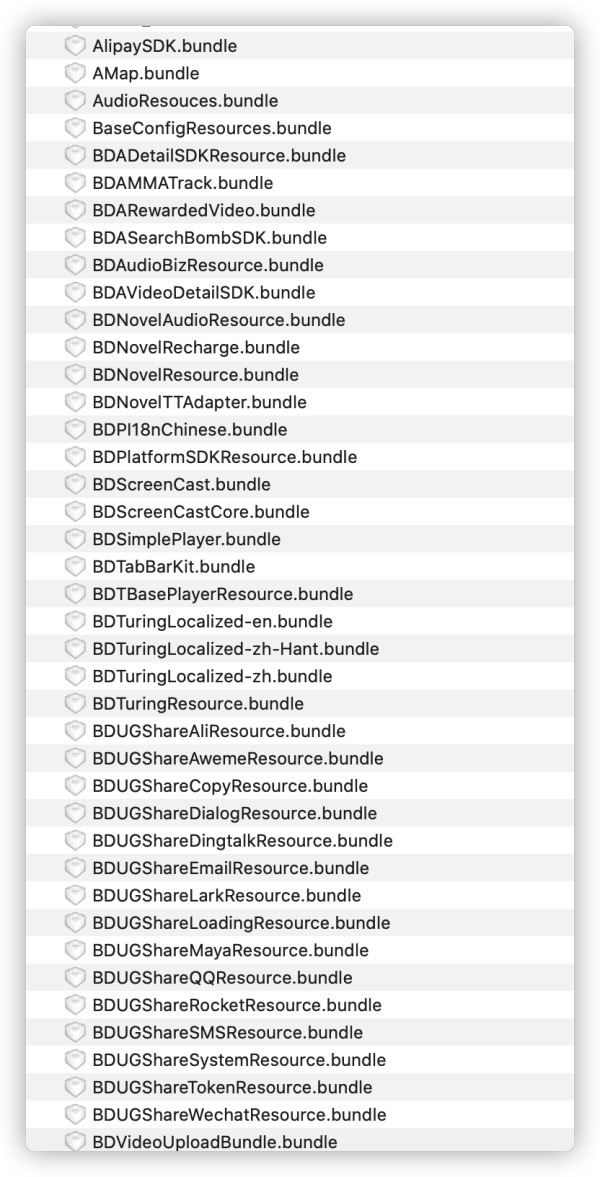 AlipaySDK.bundle
AMap.bundle
AudioResouces.bundle
BaseConfigResources.bundle
BDADetailSDKResource.bundle
BDAMMATrack.bundle
BDARewardedVideo.bundle
BDASearchBombSDK.bundle
BDAudioBizResource.bundle
BDAVideoDetailSDK.bundle
BDNovelAudioResource.bundle
BDNovelRecharge.bundle
BDNovelResource.bundle
BDNovelTTAdapter.bundle
BDPI18nChinese.bundle
BDPlatformSDKResource.bundle
BDScreenCast.bundle
BDScreenCastCore.bundle
BDSimplePlayer.bundle
BDTabBarKit.bundle
BDTBasePlayerResource.bundle
BDTuringLocalized-en.bundle
BDTuringLocalized-zh-Hant.bundle
BDTuringLocalized-zh.bundle
BDTuringResource.bundle
BDUGShareAliResource.bundle
BDUGShareAwemeResource.bundle
BDUGShareCopyResource.bundle
BDUGShareDialogResource.bundle
BDUGShareDingtalkResource.bundle
BDUGShareEmailResource.bundle
BDUGShareLarkResource.bundle
BDUGShareLoadingResource.bundle
BDUGShareMayaResource.bundle
BDUGShareQQResource.bundle
BDUGShareRocketResource.bundle
BDUGShareSMSResource.bundle
BDUGShareSystemResource.bundle
BDUGShareTokenResource.bundle
BDUGShareWechatResource.bundle
BDVideoUploadBundle.bundle